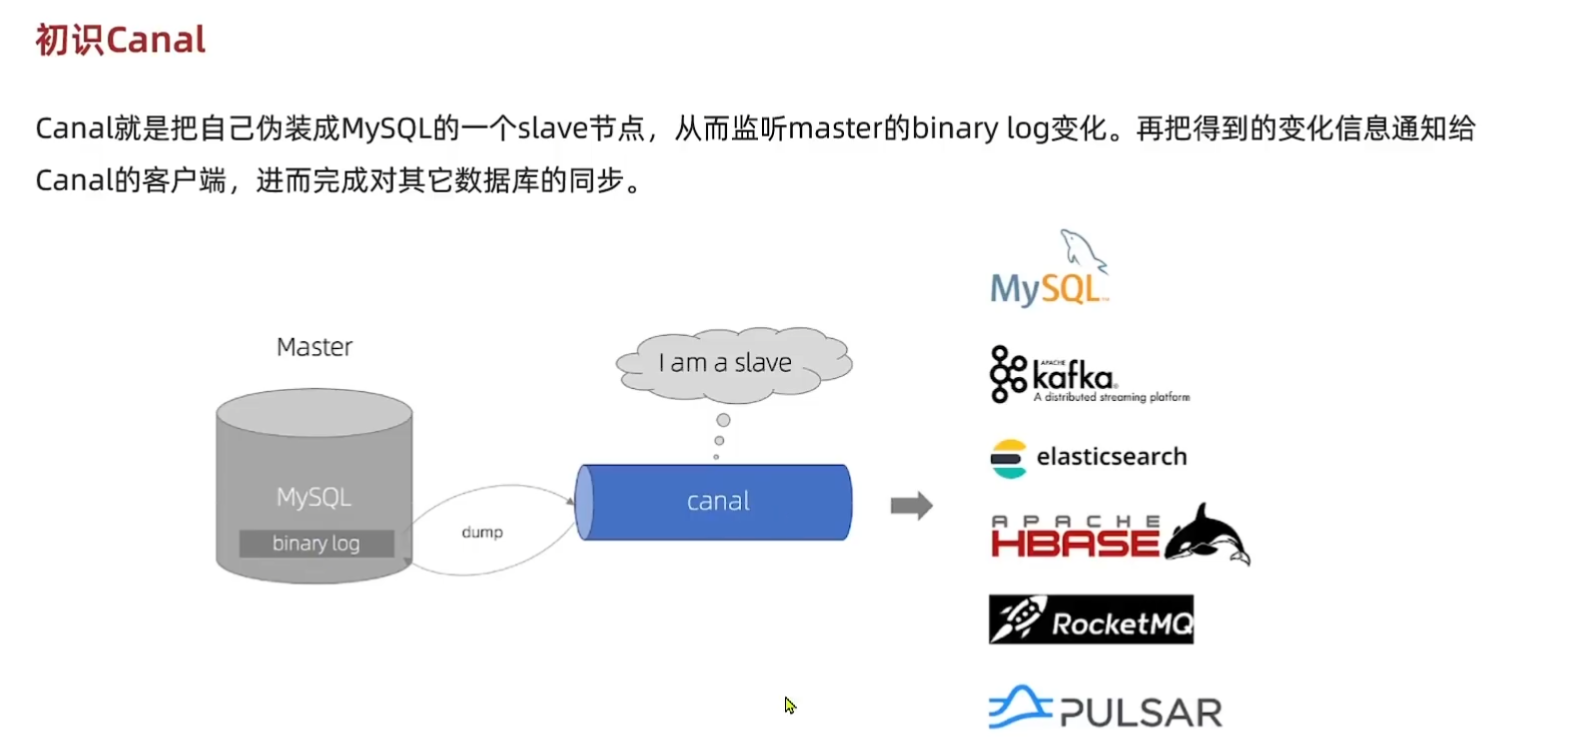 初识Canal
Canal就是把自己伪装成MySQL的一个slave节点，从而监听master的binary log变化。再把得到的变化信息通知给
Canal的客户端，进而完成对其它数据库的同步。
MySQL
Master
I am a slave
APACHE
kafka
A distributed streaming platform
elasticsearch
MySQL
canal
dump
binary log
APACHE
HBASE
RocketMQ
PULSAR